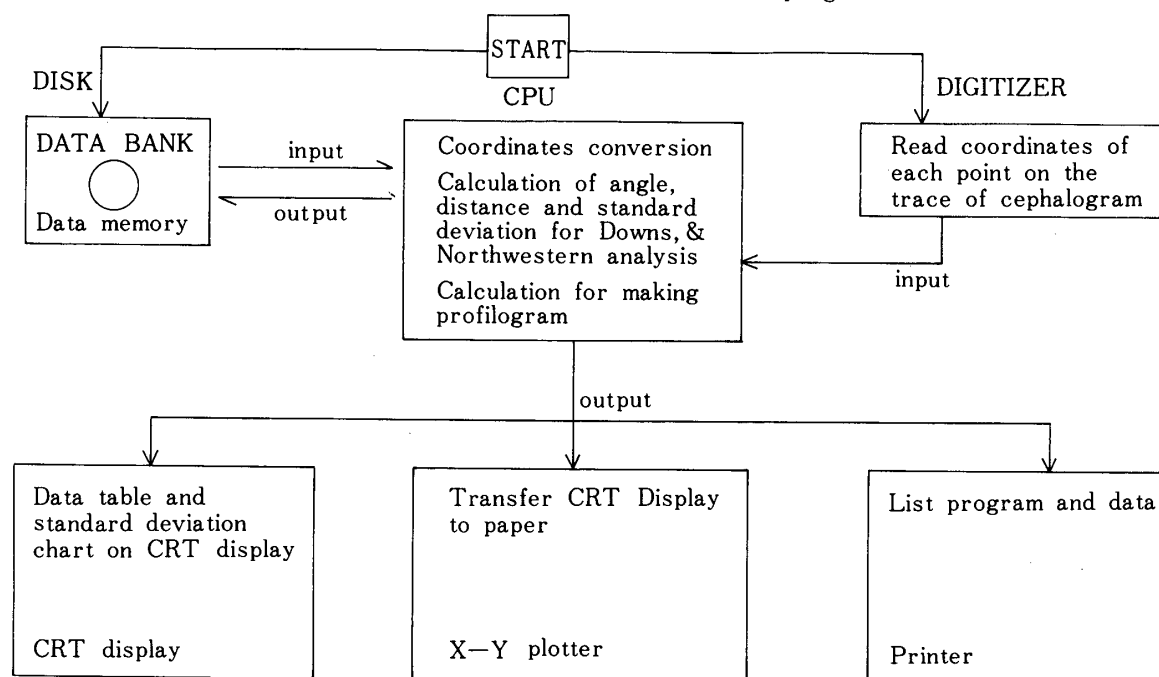 START
DISK
CPU
DIGITIZER
DATA BANK
Data memory
input
output
Coordinates conversion
Calculation of angle,
distance and standard
deviation for Downs, &
Northwestern analysis
Calculation for making
profilogram
Read coordinates of
each point on the
trace of cephalogram
input
output
Data table and
standard deviation
chart on CRT display
CRT display
Transfer CRT Display
to paper
X—Y plotter
List program and data
Printer